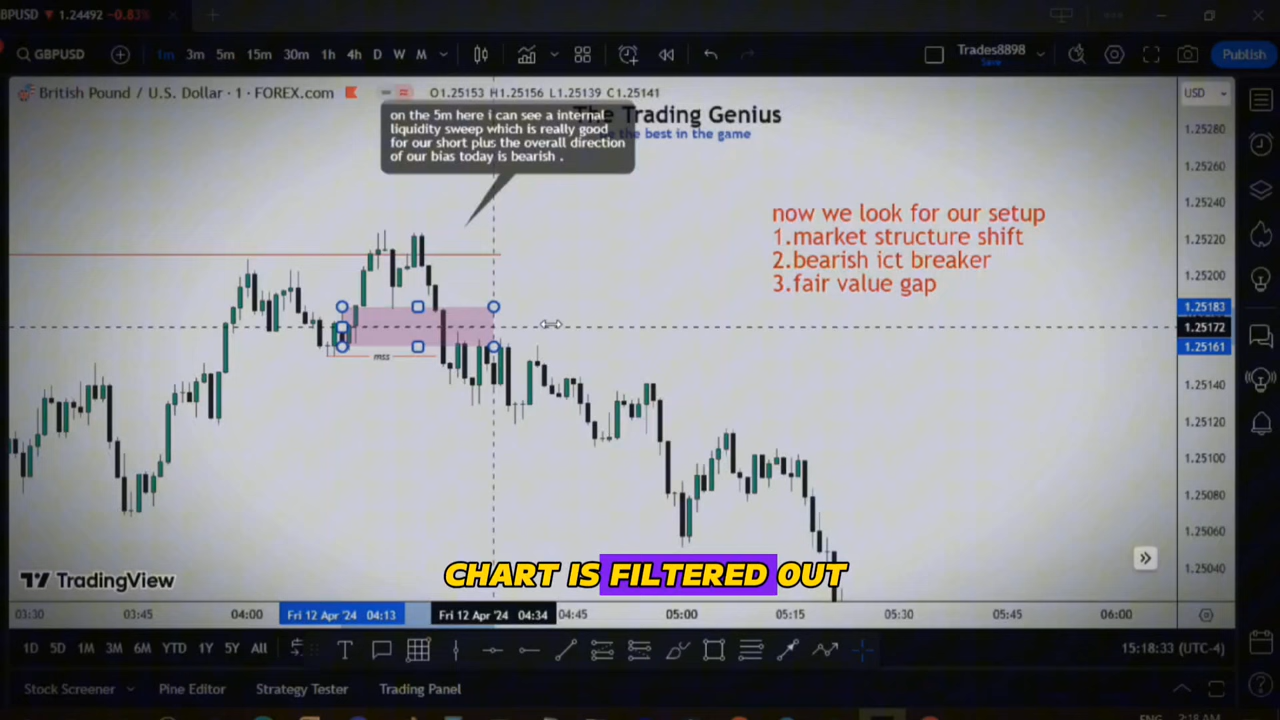 BPUSD ▼ 1.24492 −0.83%
GBPUSD 1m 3m 5m 15m 30m 1h 4h D W M Trades8898 Publish
Save
British Pound / U.S. Dollar · 1 · FOREX.com O1.25153 H1.25156 L1.25139 C1.25141 USD
The Trading Genius
the best in the game
on the 5m here i can see a internal
liquidity sweep which is really good
for our short plus the overall direction
of our bias today is bearish .
now we look for our setup
1.market structure shift
2.bearish ict breaker
3.fair value gap
mss
1.25280
1.25260
1.25240
1.25220
1.25200
1.25183
1.25172
1.25161
1.25140
1.25120
1.25100
1.25080
1.25060
1.25040
CHART IS FILTERED OUT
TradingView
03:30 03:45 04:00 Fri 12 Apr '24 04:13 Fri 12 Apr '24 04:34 04:45 05:00 05:15 05:30 05:45 06:00
1D 5D 1M 3M 6M YTD 1Y 5Y All 15:18:33 (UTC-4)
Stock Screener Pine Editor Strategy Tester Trading Panel
2:18 AM